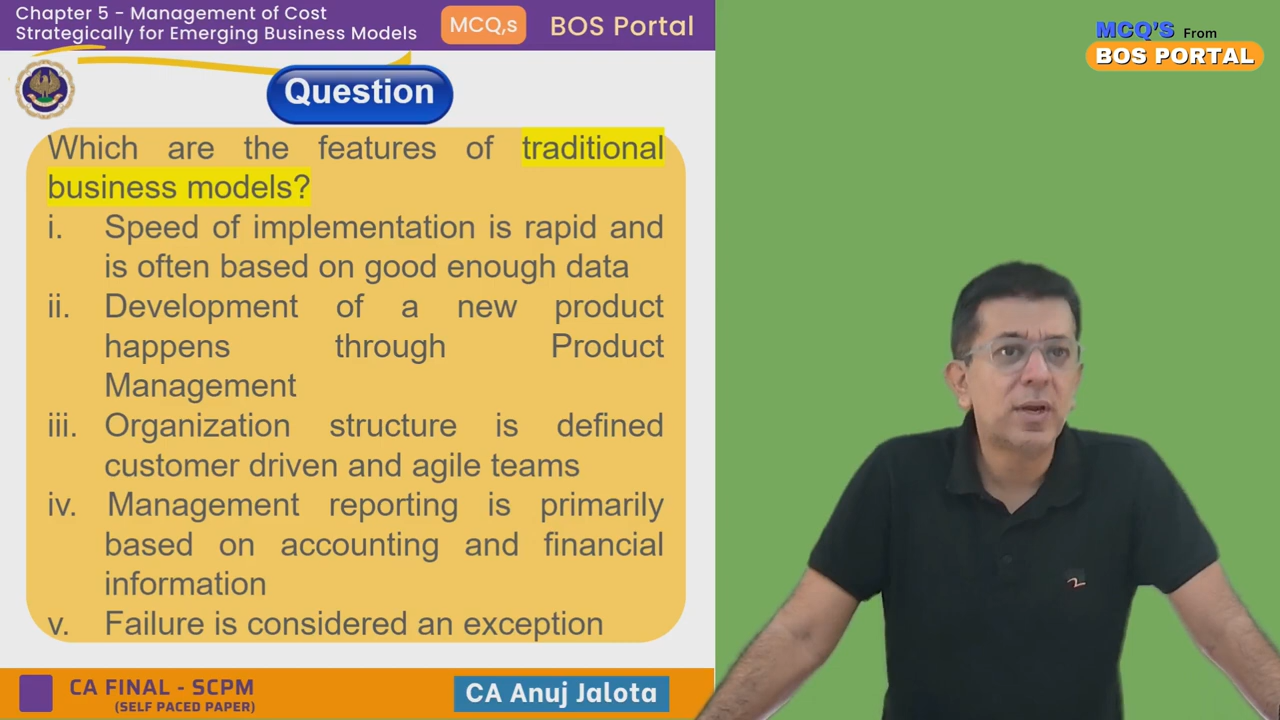 Chapter 5 - Management of Cost
Strategically for Emerging Business Models
MCQ,s
BOS Portal
MCQ'S From
BOS PORTAL
Question
Which are the features of traditional
business models?
i. Speed of implementation is rapid and
is often based on good enough data
ii. Development of a new product
happens through Product
Management
iii. Organization structure is defined
customer driven and agile teams
iv. Management reporting is primarily
based on accounting and financial
information
v. Failure is considered an exception
CA FINAL - SCPM
(SELF PACED PAPER)
CA Anuj Jalota